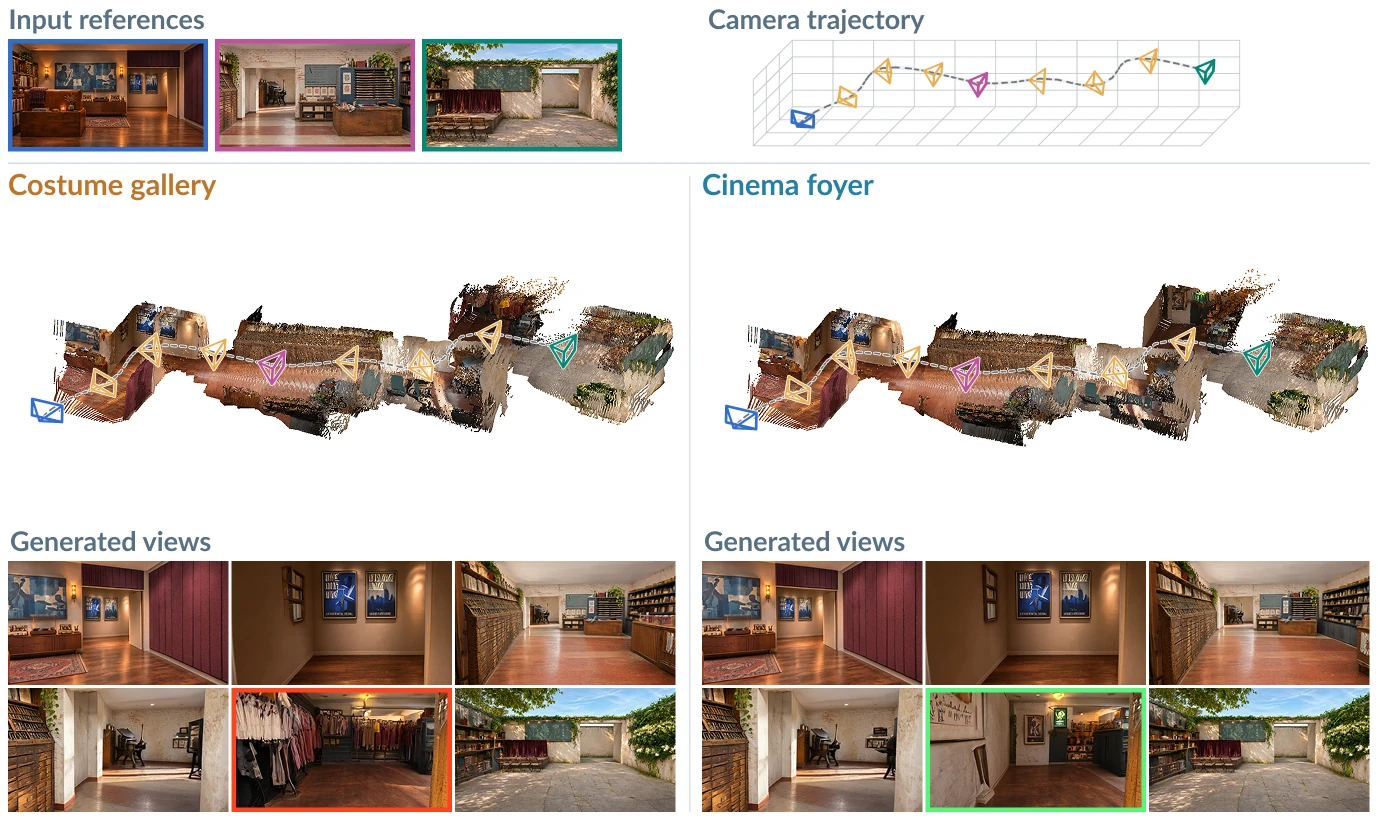 Input references
Camera trajectory
Costume gallery
Cinema foyer
Generated views
Generated views